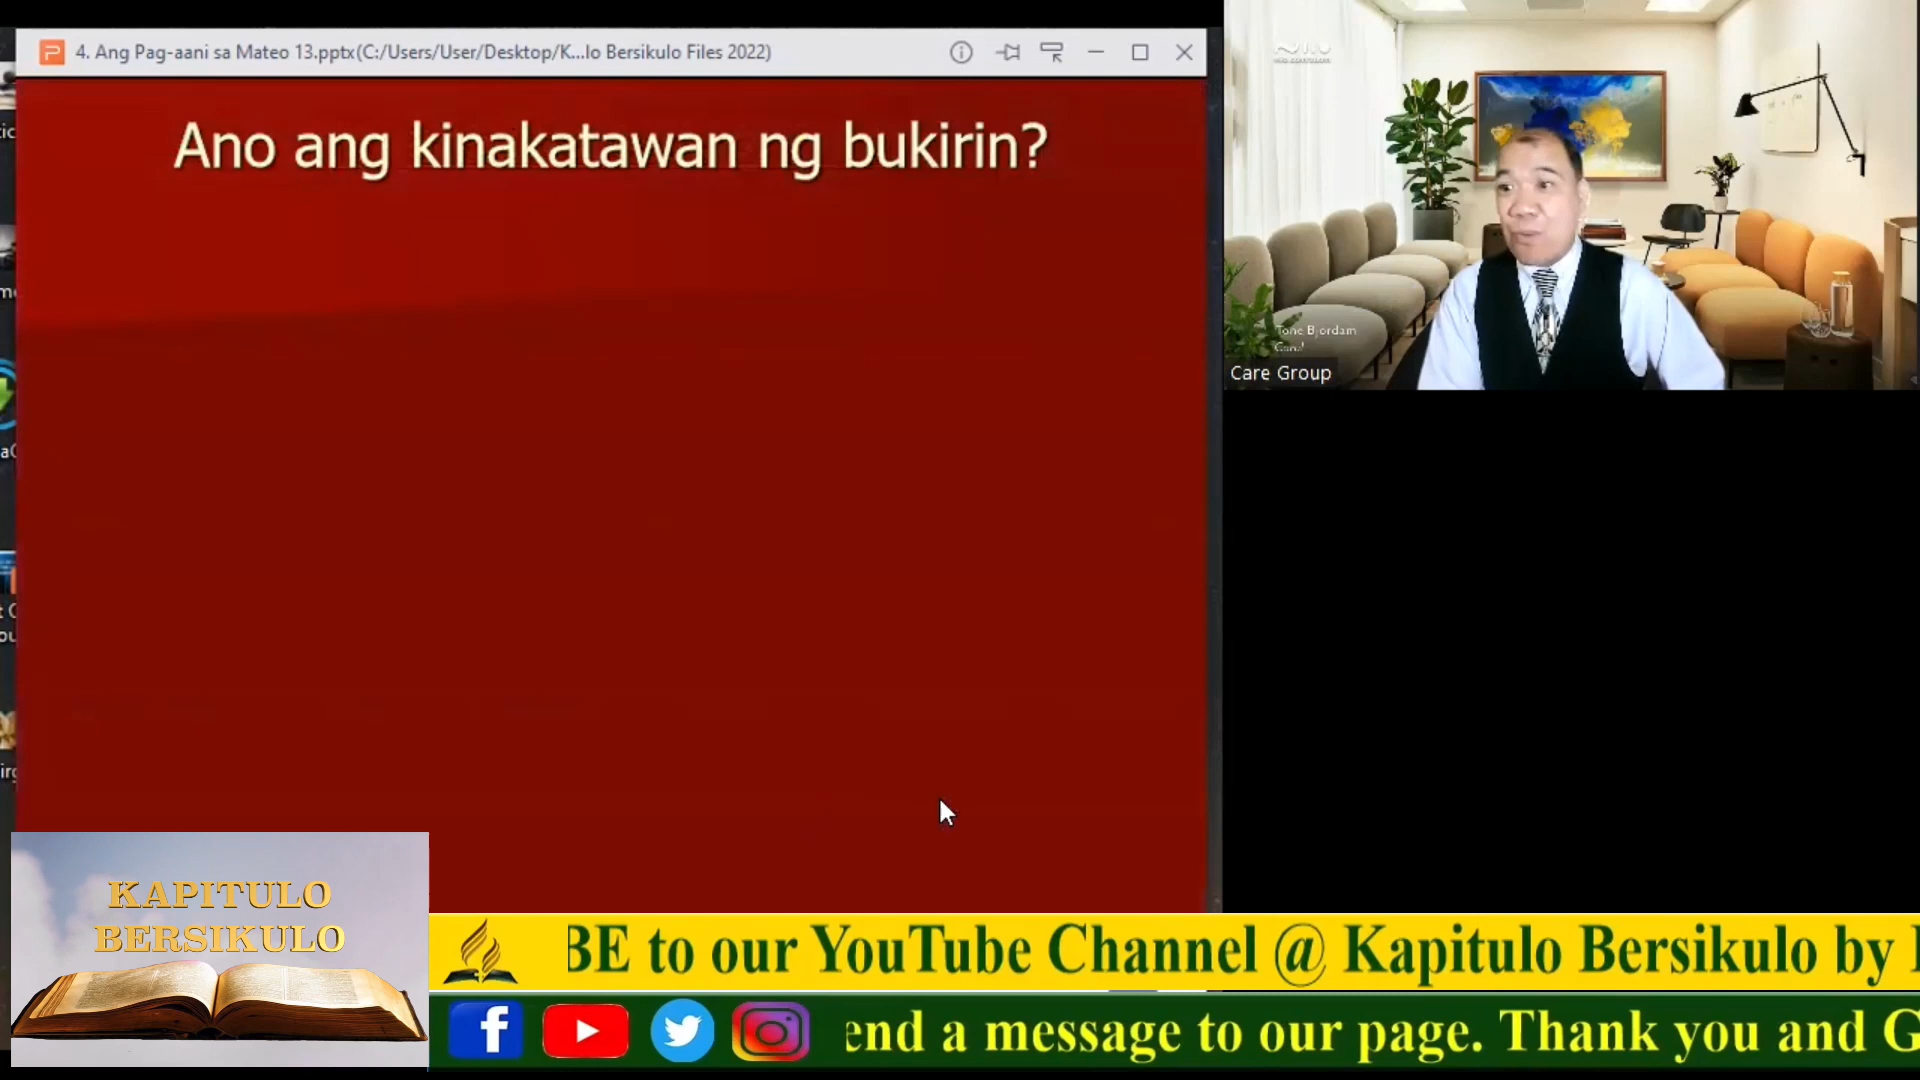 4. Ang Pag-aani sa Mateo 13.pptx(C:/Users/User/Desktop/K...lo Bersikulo Files 2022)
Ano ang kinakatawan ng bukirin?
Tone Bjordam
Care Group
KAPITULO
BERSIKULO
BE to our YouTube Channel @ Kapitulo Bersikulo by
end a message to our page. Thank you and G